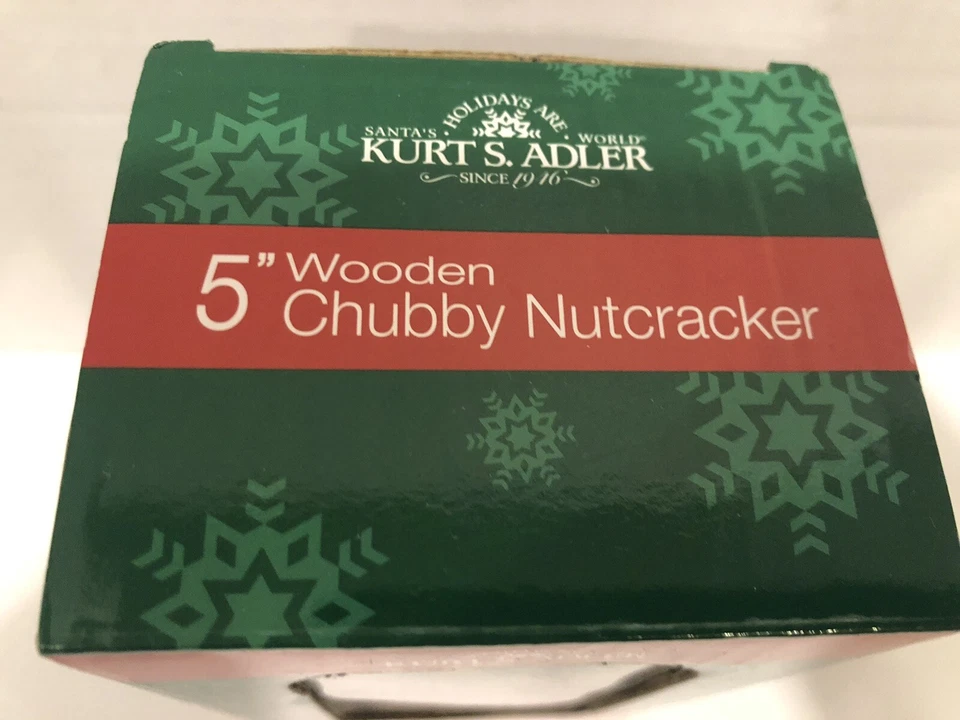 HOLIDAYS ARE
SANTA'S WORLD
KURT S. ADLER
SINCE 1946
5" Wooden
Chubby Nutcracker